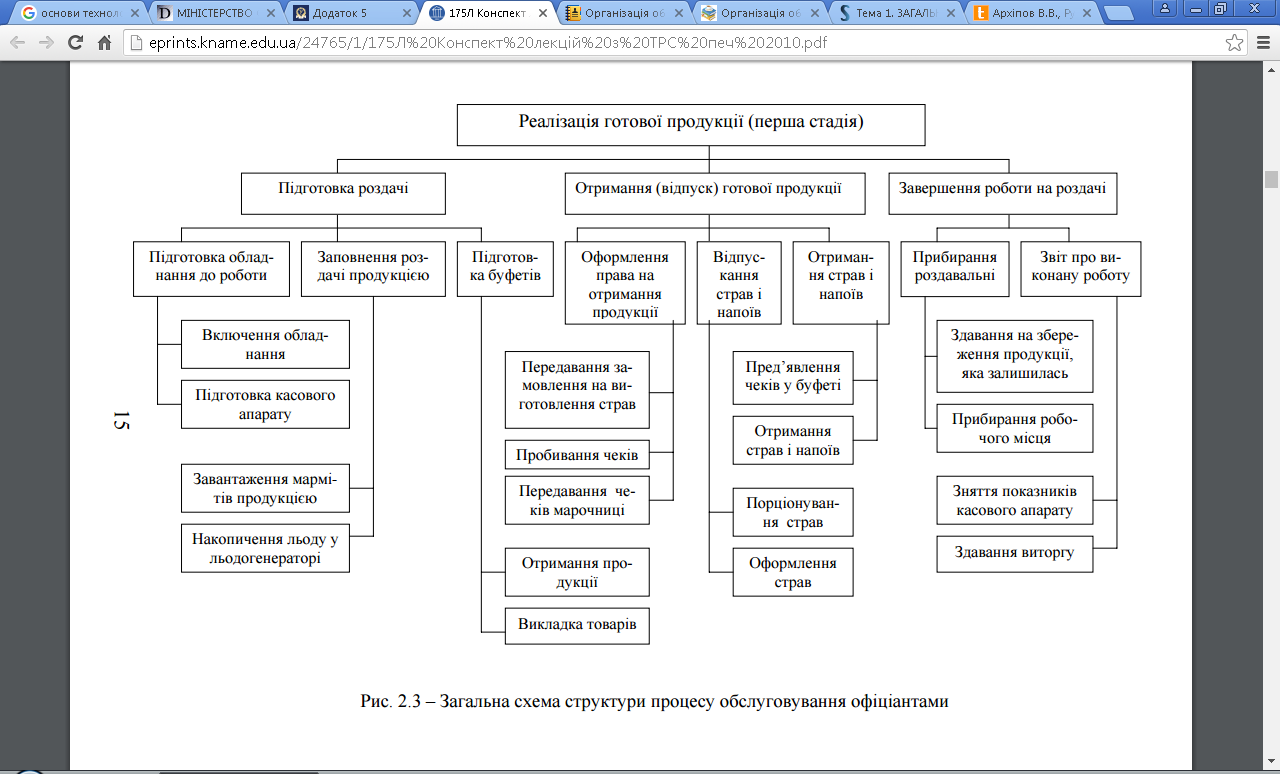 основи технол
МІНІСТЕРСТВО
Додаток 5
175Л Конспект
Організація об
Організація об
Тема 1. ЗАГАЛЬ
Архіпов В.В., Ру
eprints.kname.edu.ua/24765/1/175Л%20Конспект%20лекцій%20з%20ТРС%20печ%202010.pdf
Реалізація готової продукції (перша стадія)
Підготовка роздачі
Отримання (відпуск) готової продукції
Завершення роботи на роздачі
Підготовка облад-
нання до роботи
Заповнення роз-
дачі продукцією
Підготов-
ка буфетів
Оформлення
права на
отримання
продукції
Відпус-
кання
страв і
напоїв
Отриман-
ня страв і
напоїв
Прибирання
роздавальні
Звіт про ви-
конану роботу
Включення облад-
нання
Підготовка касового
апарату
Завантаження мармі-
тів продукцією
Накопичення льоду у
льодогенераторі
Передавання за-
мовлення на ви-
готовлення страв
Пробивання чеків
Передавання че-
ків марочниці
Отримання про-
дукції
Викладка товарів
Пред’явлення
чеків у буфеті
Отримання
страв і напоїв
Порціонуван-
ня страв
Оформлення
страв
Здавання на збере-
ження продукції,
яка залишилась
Прибирання робо-
чого місця
Зняття показників
касового апарату
Здавання виторгу
15
Рис. 2.3 – Загальна схема структури процесу обслуговування офіціантами